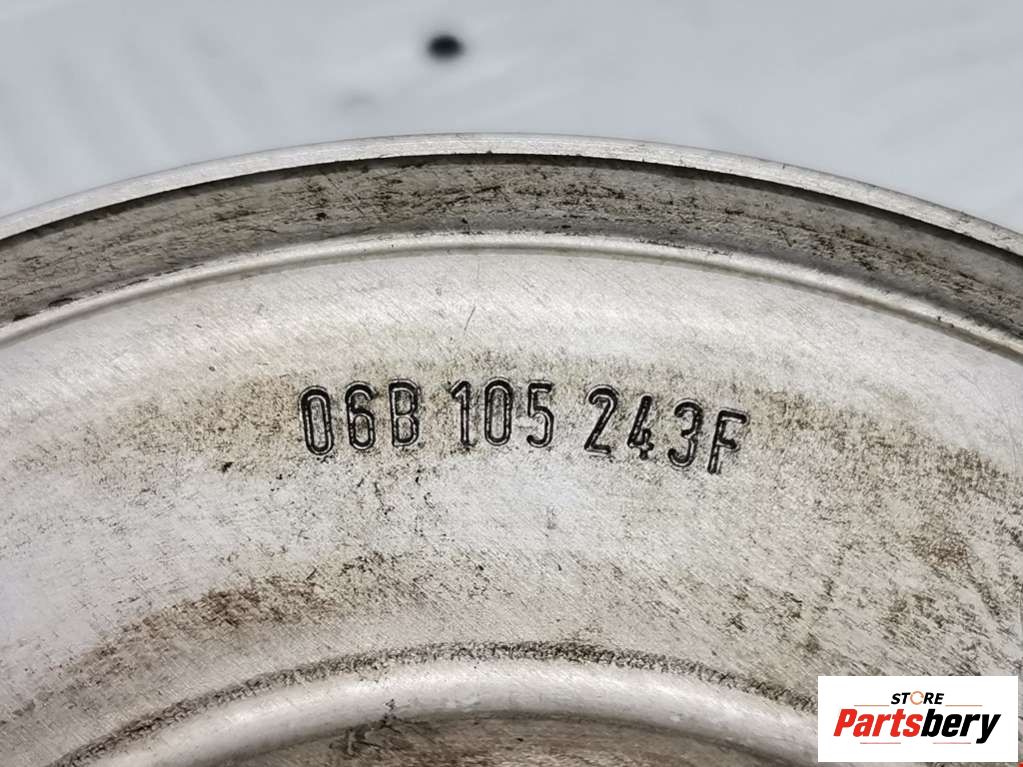 06B 105 243F
STORE
Partsbery